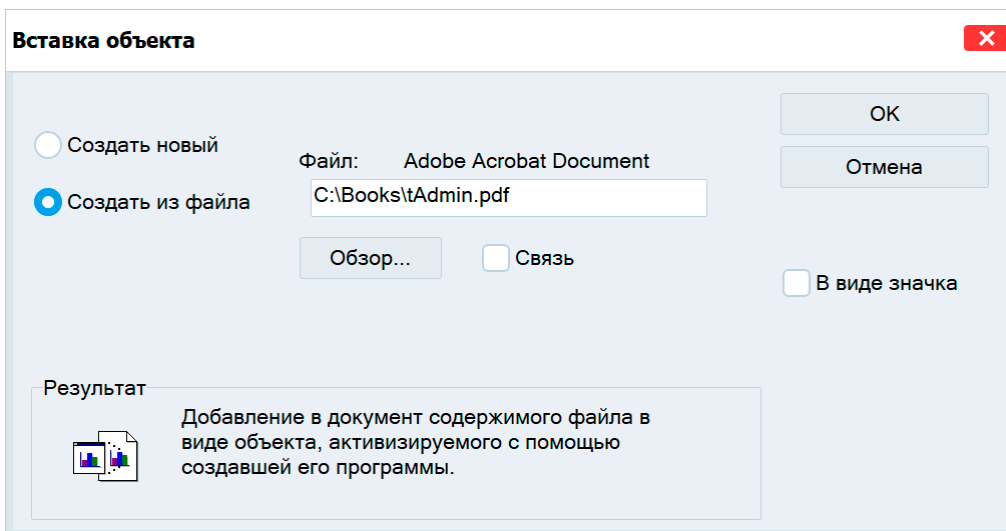 Вставка объекта
OK
Создать новый
Файл: Adobe Acrobat Document
Отмена
Создать из файла
C:\Books\tAdmin.pdf
Обзор...
Связь
В виде значка
Результат
Добавление в документ содержимого файла в
виде объекта, активизируемого с помощью
создавшей его программы.